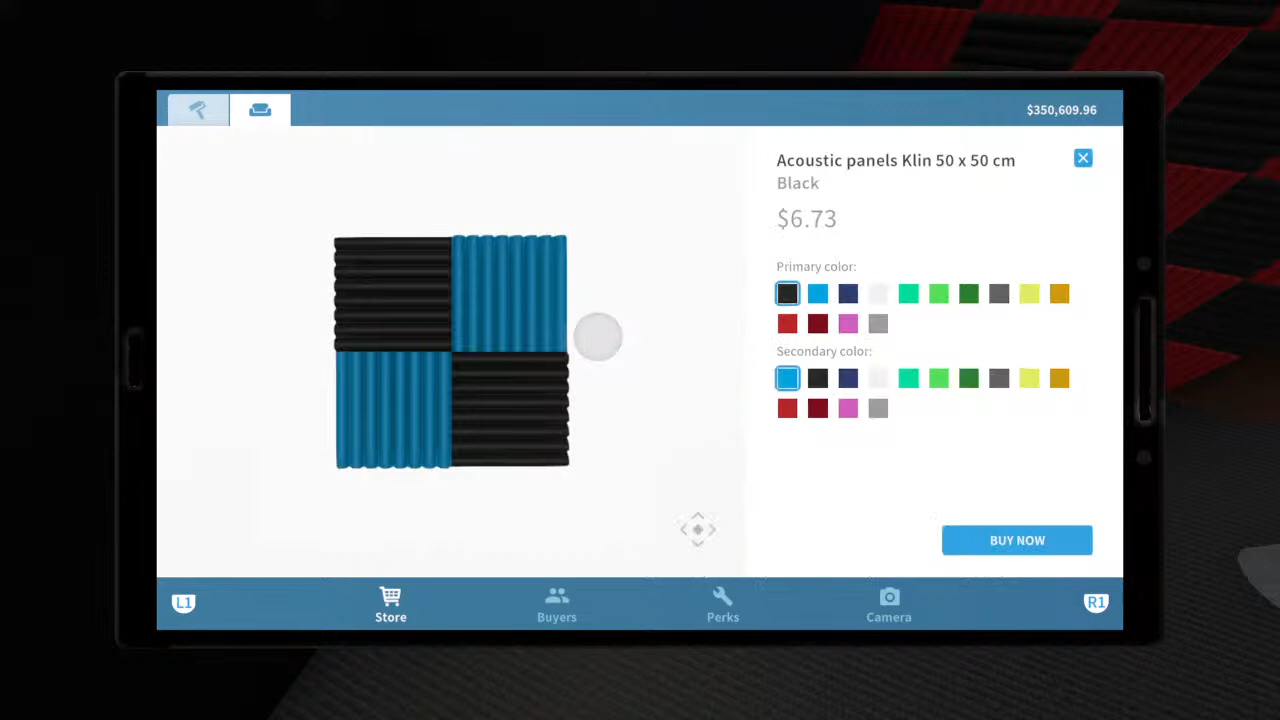 $350,609.96
Acoustic panels Klin 50 x 50 cm
Black
$6.73
Primary color:
Secondary color:
BUY NOW
L1
Store
Buyers
Perks
Camera
R1